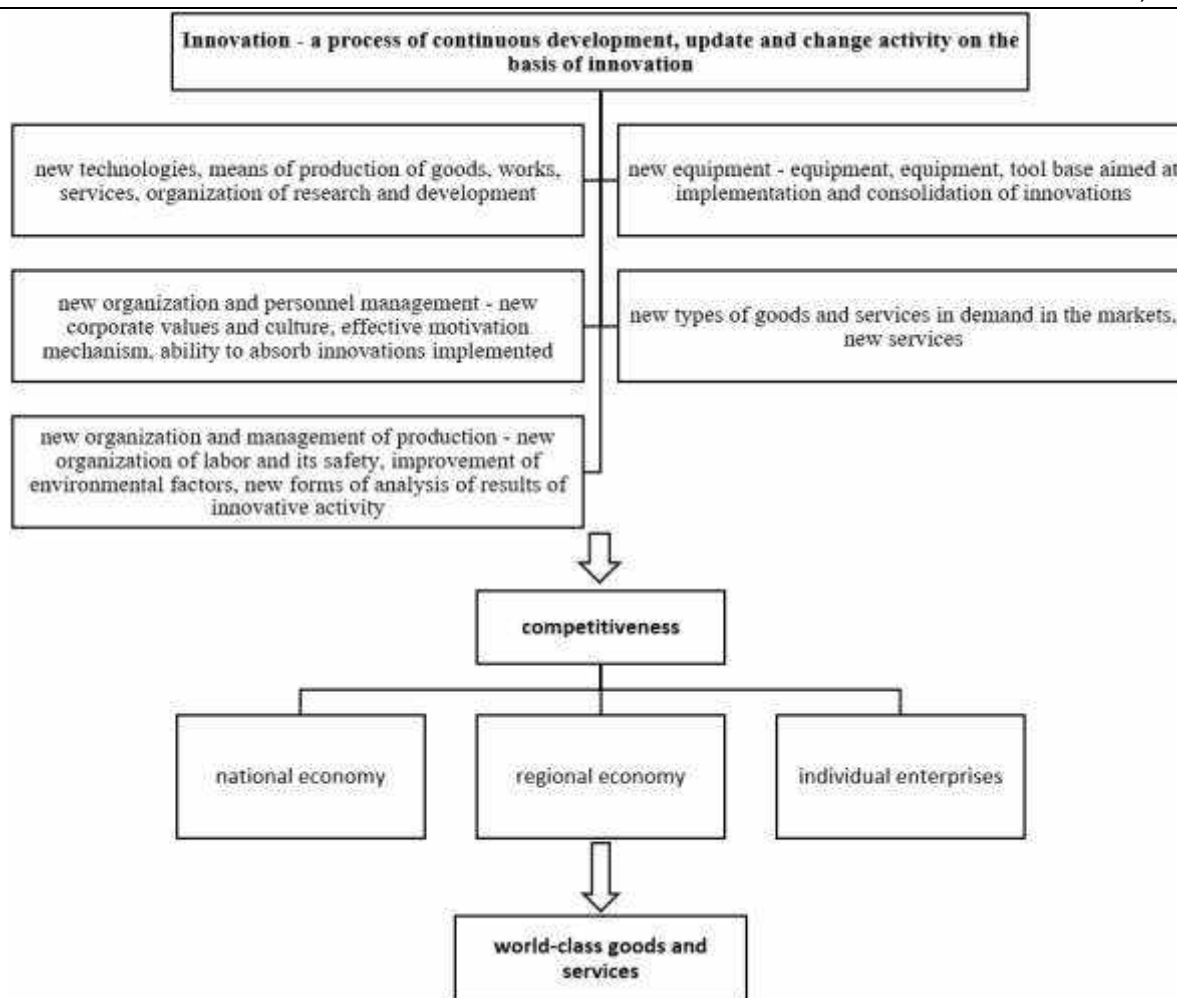 Innovation - a process of continuous development, update and change activity on the
basis of innovation
new technologies, means of production of goods, works,
services, organization of research and development
new equipment - equipment, equipment, tool base aimed at
implementation and consolidation of innovations
new organization and personnel management - new
corporate values and culture, effective motivation
mechanism, ability to absorb innovations implemented
new types of goods and services in demand in the markets,
new services
new organization and management of production - new
organization of labor and its safety, improvement of
environmental factors, new forms of analysis of results of
innovative activity
competitiveness
national economy
regional economy
individual enterprises
world-class goods and
services